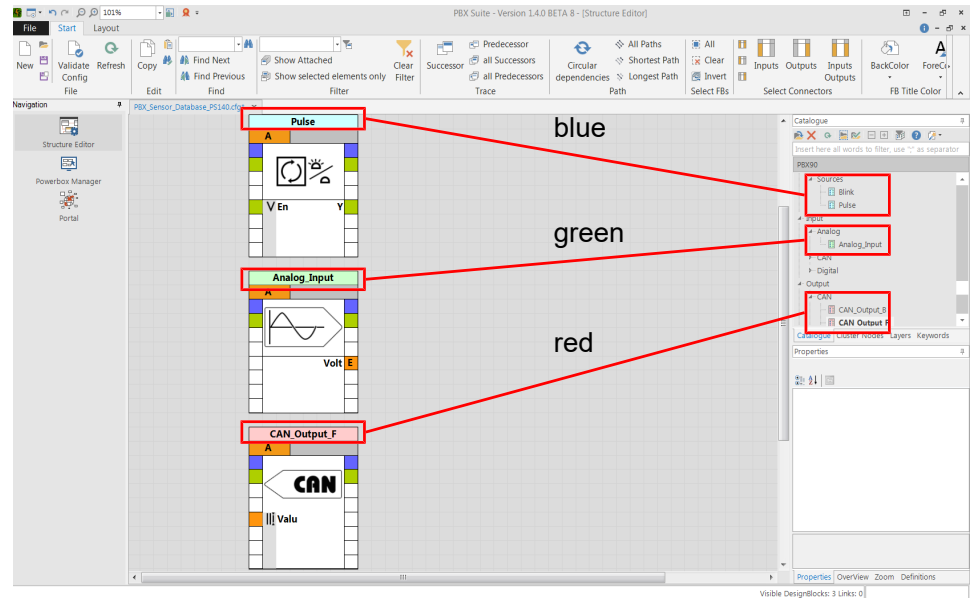 101%
PBX Suite - Version 1.4.0 BETA 8 - [Structure Editor]
File Start Layout
New
Validate Config
Refresh
File
Copy
Edit
Find Next
Find Previous
Find
Show Attached
Show selected elements only
Clear Filter
Filter
Successor
Predecessor
all Successors
all Predecessors
Trace
Circular dependencies
All Paths
Shortest Path
Longest Path
Path
All
Clear
Invert
Select FBs
Inputs
Outputs
Inputs Outputs
Select Connectors
BackColor
FB Title Color
Navigation
Structure Editor
Powerbox Manager
Portal
Pulse
A
V En Y
Analog_Input
A
Volt E
CAN_Output_F
A
CAN
Valu
blue
green
red
Catalogue
Insert here all words to filter, use ";" as separator
PBX90
Sources
Blink
Pulse
Input
Analog
Analog_Input
CAN
Digital
Output
CAN
CAN_Output_B
CAN Output F
Catalogue Cluster Nodes Layers Keywords
Properties
Properties OverView Zoom Definitions
Visible DesignBlocks: 3 Links: 0